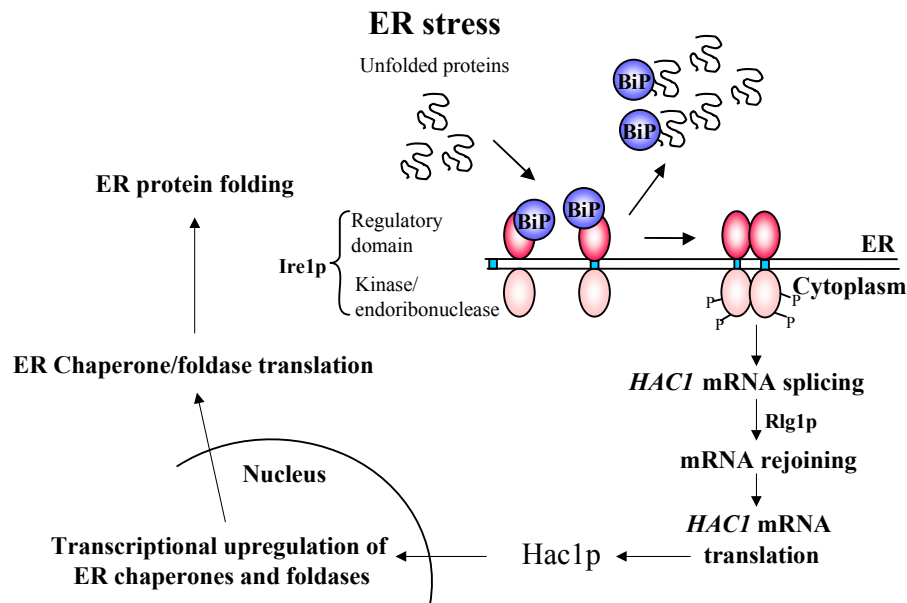 ER stress
Unfolded proteins
BiP
BiP
ER protein folding
BiP
BiP
Regulatory
domain
Ire1p
Kinase/
endoribonuclease
ER
Cytoplasm
P
P
P
P
ER Chaperone/foldase translation
HAC1 mRNA splicing
Rlg1p
mRNA rejoining
Nucleus
HAC1 mRNA
translation
Hac1p
Transcriptional upregulation of
ER chaperones and foldases